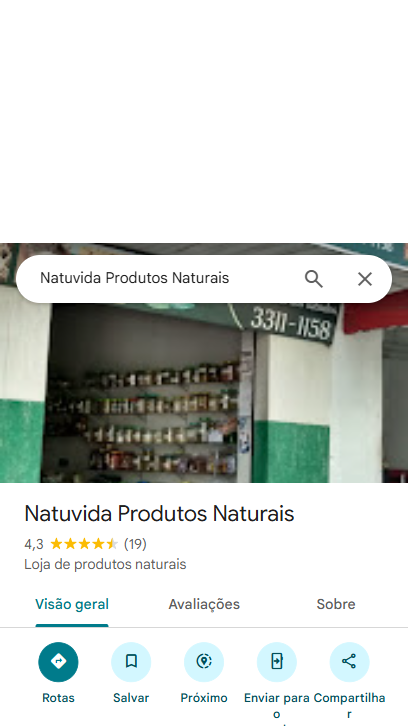 Natuvida Produtos Naturais
3311-1158
Natuvida Produtos Naturais
4,3 (19)
Loja de produtos naturais
Visão geral Avaliações Sobre
Rotas Salvar Próximo Enviar para o Compartilhar